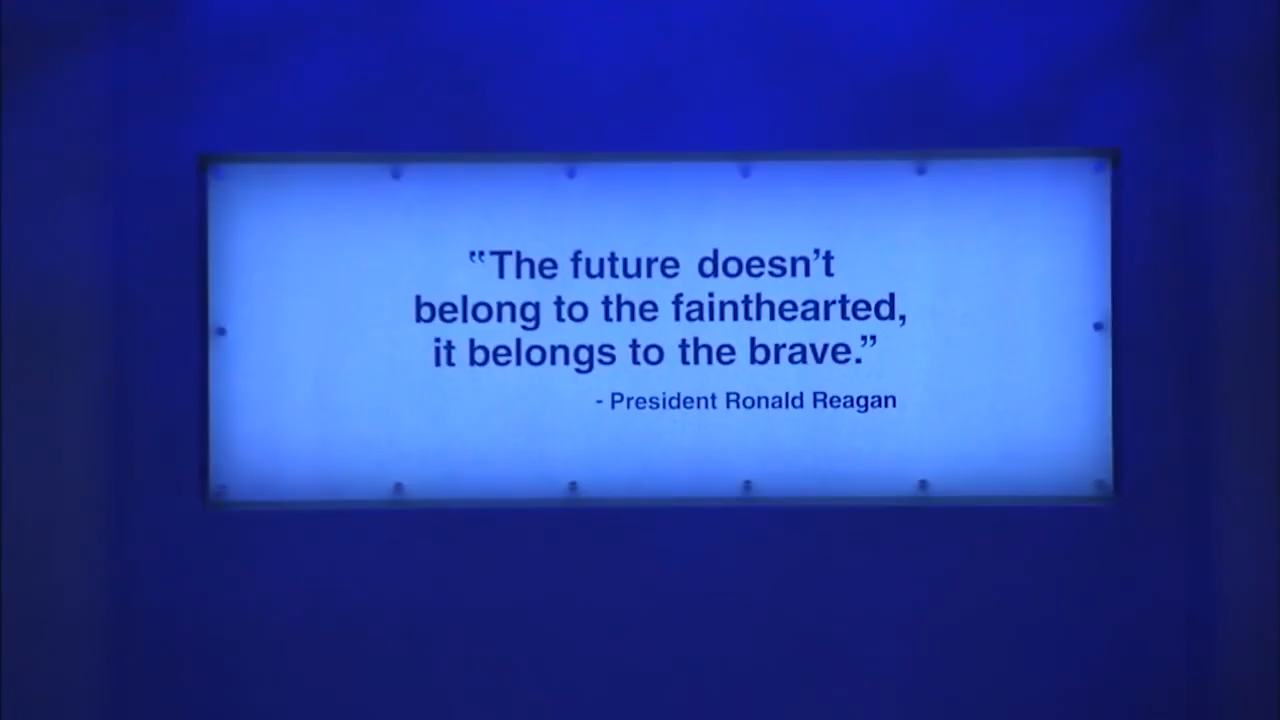 “The future doesn’t
belong to the fainthearted,
it belongs to the brave.”
- President Ronald Reagan